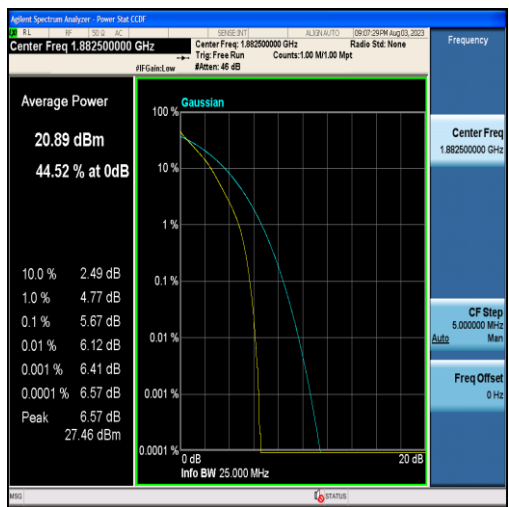 Agilent Spectrum Analyzer - Power Stat CCDF
RL RF 50 Ω AC SENSE:INT ALIGN AUTO 09:07:29 PM Aug 03, 2023
Center Freq 1.882500000 GHz
Center Freq: 1.882500000 GHz Radio Std: None
Trig: Free Run Counts:1.00 M/1.00 Mpt
#IFGain:Low #Atten: 46 dB
Frequency
Average Power
20.89 dBm
44.52 % at 0dB
10.0 % 2.49 dB
1.0 % 4.77 dB
0.1 % 5.67 dB
0.01 % 6.12 dB
0.001 % 6.41 dB
0.0001 % 6.57 dB
Peak 6.57 dB
27.46 dBm
Gaussian
100 %
10 %
1 %
0.1 %
0.01 %
0.001 %
0.0001 %
0 dB 20 dB
Info BW 25.000 MHz
Center Freq
1.882500000 GHz
CF Step
5.000000 MHz
Auto Man
Freq Offset
0 Hz
MSG STATUS